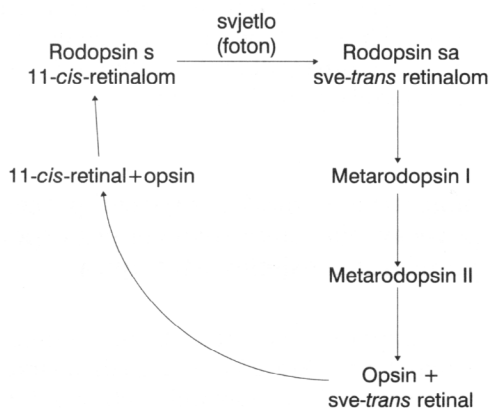 svjetlo
(foton)
Rodopsin s
11-cis-retinalom
Rodopsin sa
sve-trans retinalom
11-cis-retinal+opsin
Metarodopsin I
Metarodopsin II
Opsin +
sve-trans retinal